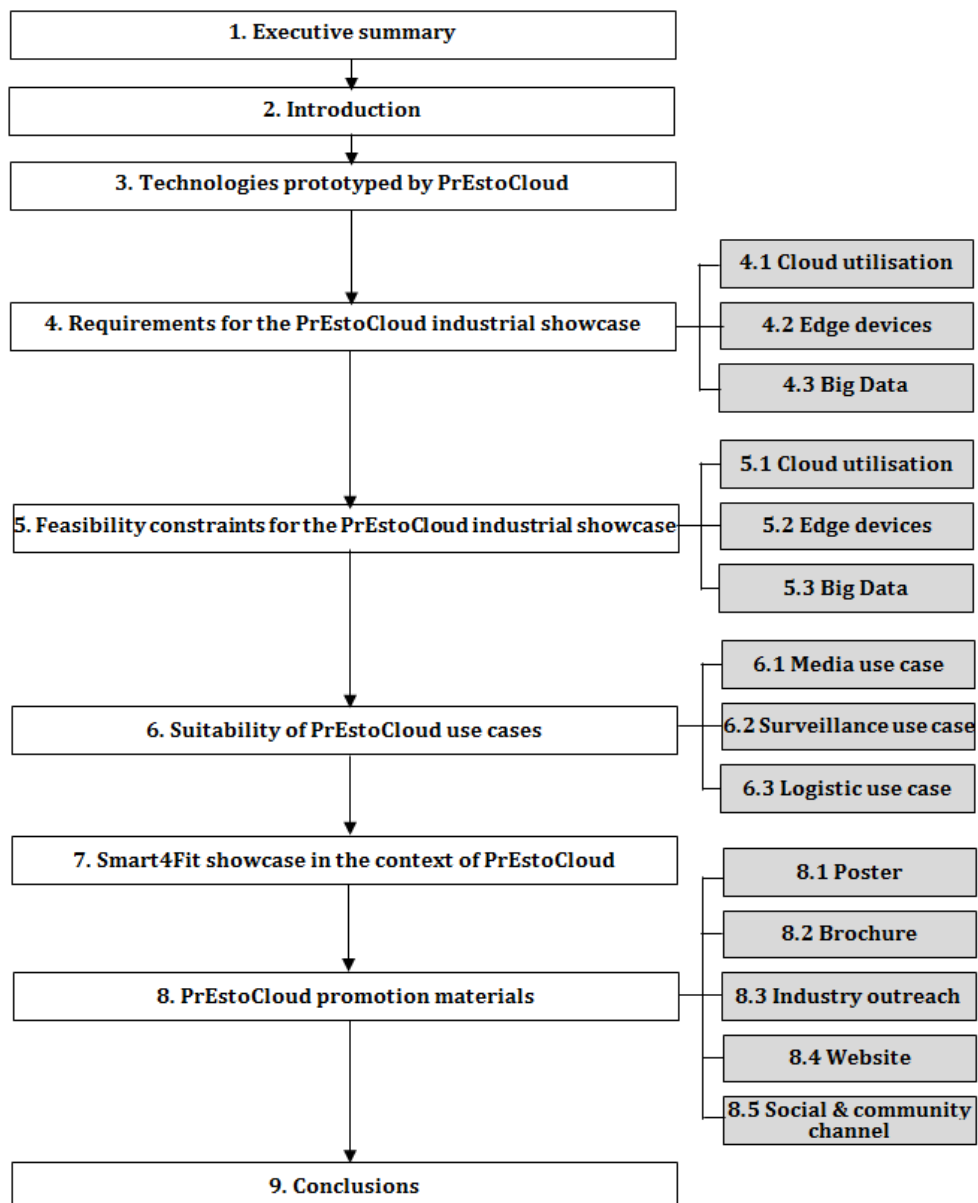 1. Executive summary
2. Introduction
3. Technologies prototyped by PrEstoCloud
4. Requirements for the PrEstoCloud industrial showcase
4.1 Cloud utilisation
4.2 Edge devices
4.3 Big Data
5. Feasibility constraints for the PrEstoCloud industrial showcase
5.1 Cloud utilisation
5.2 Edge devices
5.3 Big Data
6. Suitability of PrEstoCloud use cases
6.1 Media use case
6.2 Surveillance use case
6.3 Logistic use case
7. Smart4Fit showcase in the context of PrEstoCloud
8. PrEstoCloud promotion materials
8.1 Poster
8.2 Brochure
8.3 Industry outreach
8.4 Website
8.5 Social & community
channel
9. Conclusions